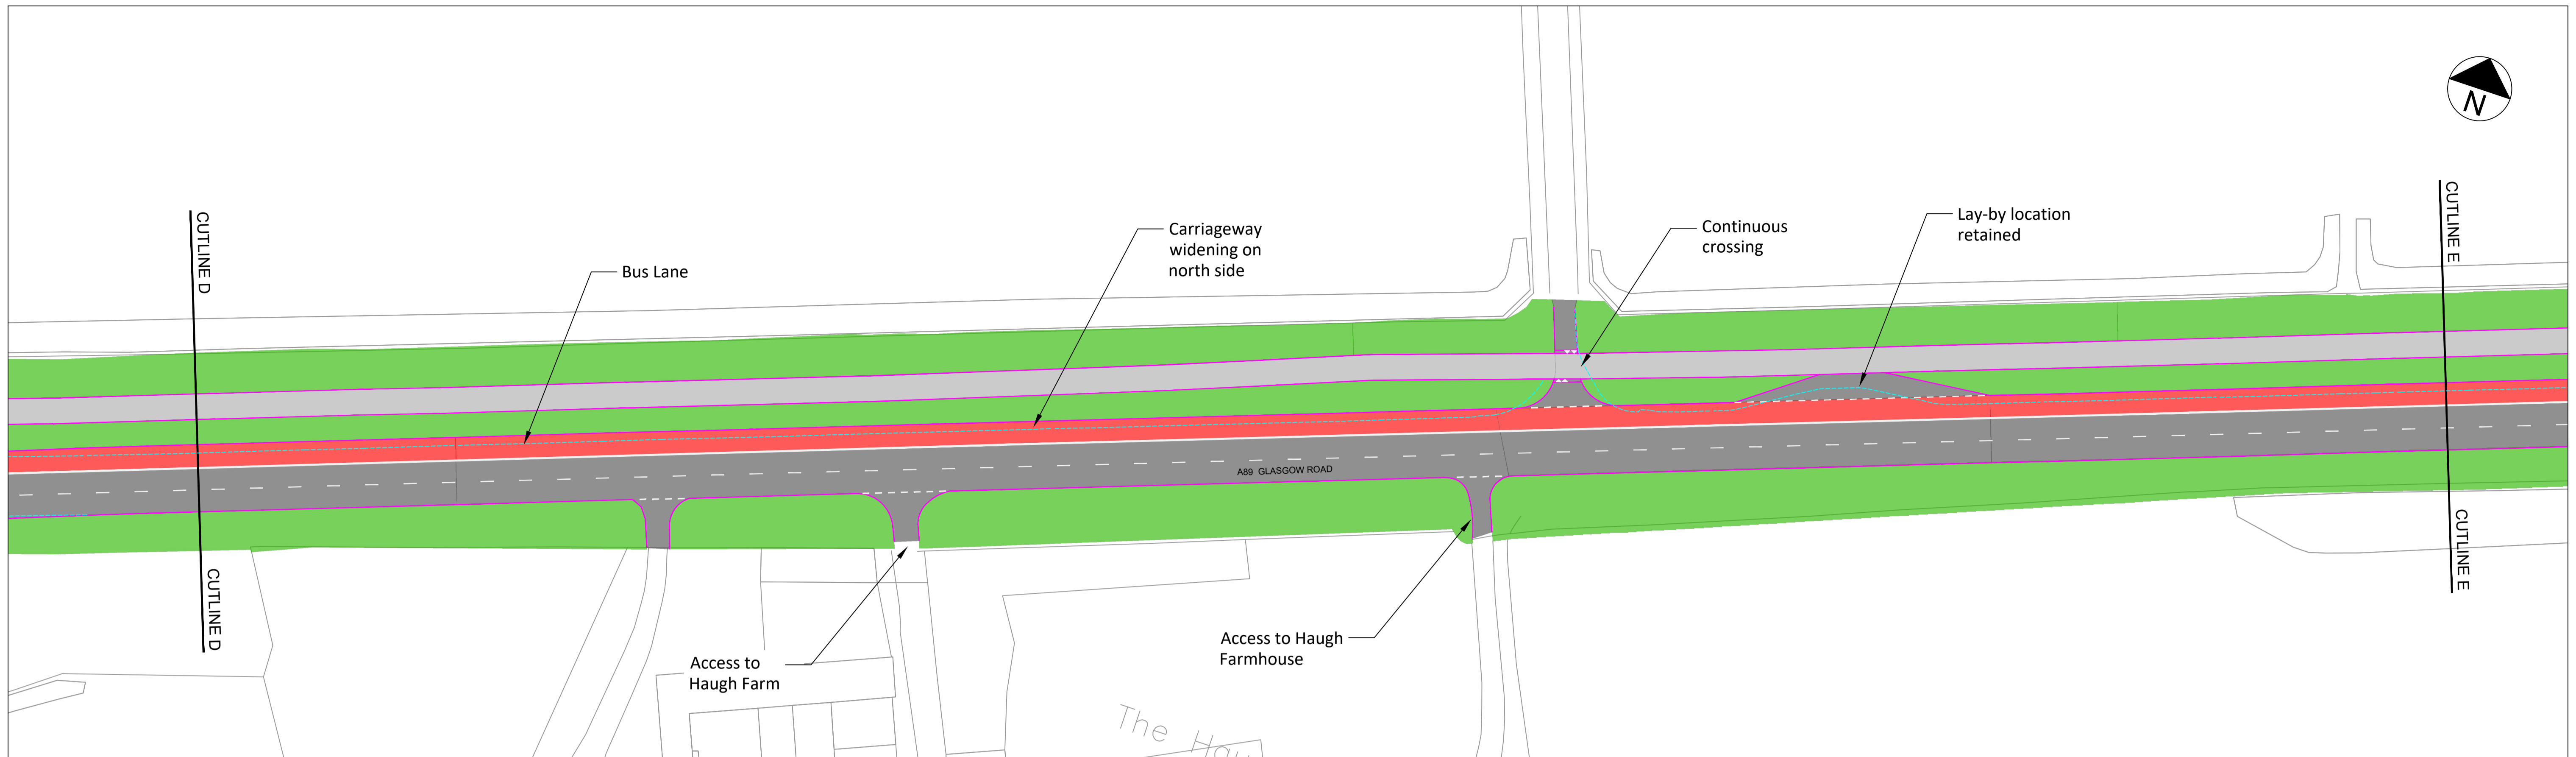 N
CUTLINE D
CUTLINE E
Bus Lane
Carriageway
widening on
north side
Continuous
crossing
Lay-by location
retained
A89 GLASGOW ROAD
CUTLINE D
CUTLINE E
Access to
Haugh Farm
Access to Haugh
Farmhouse
The